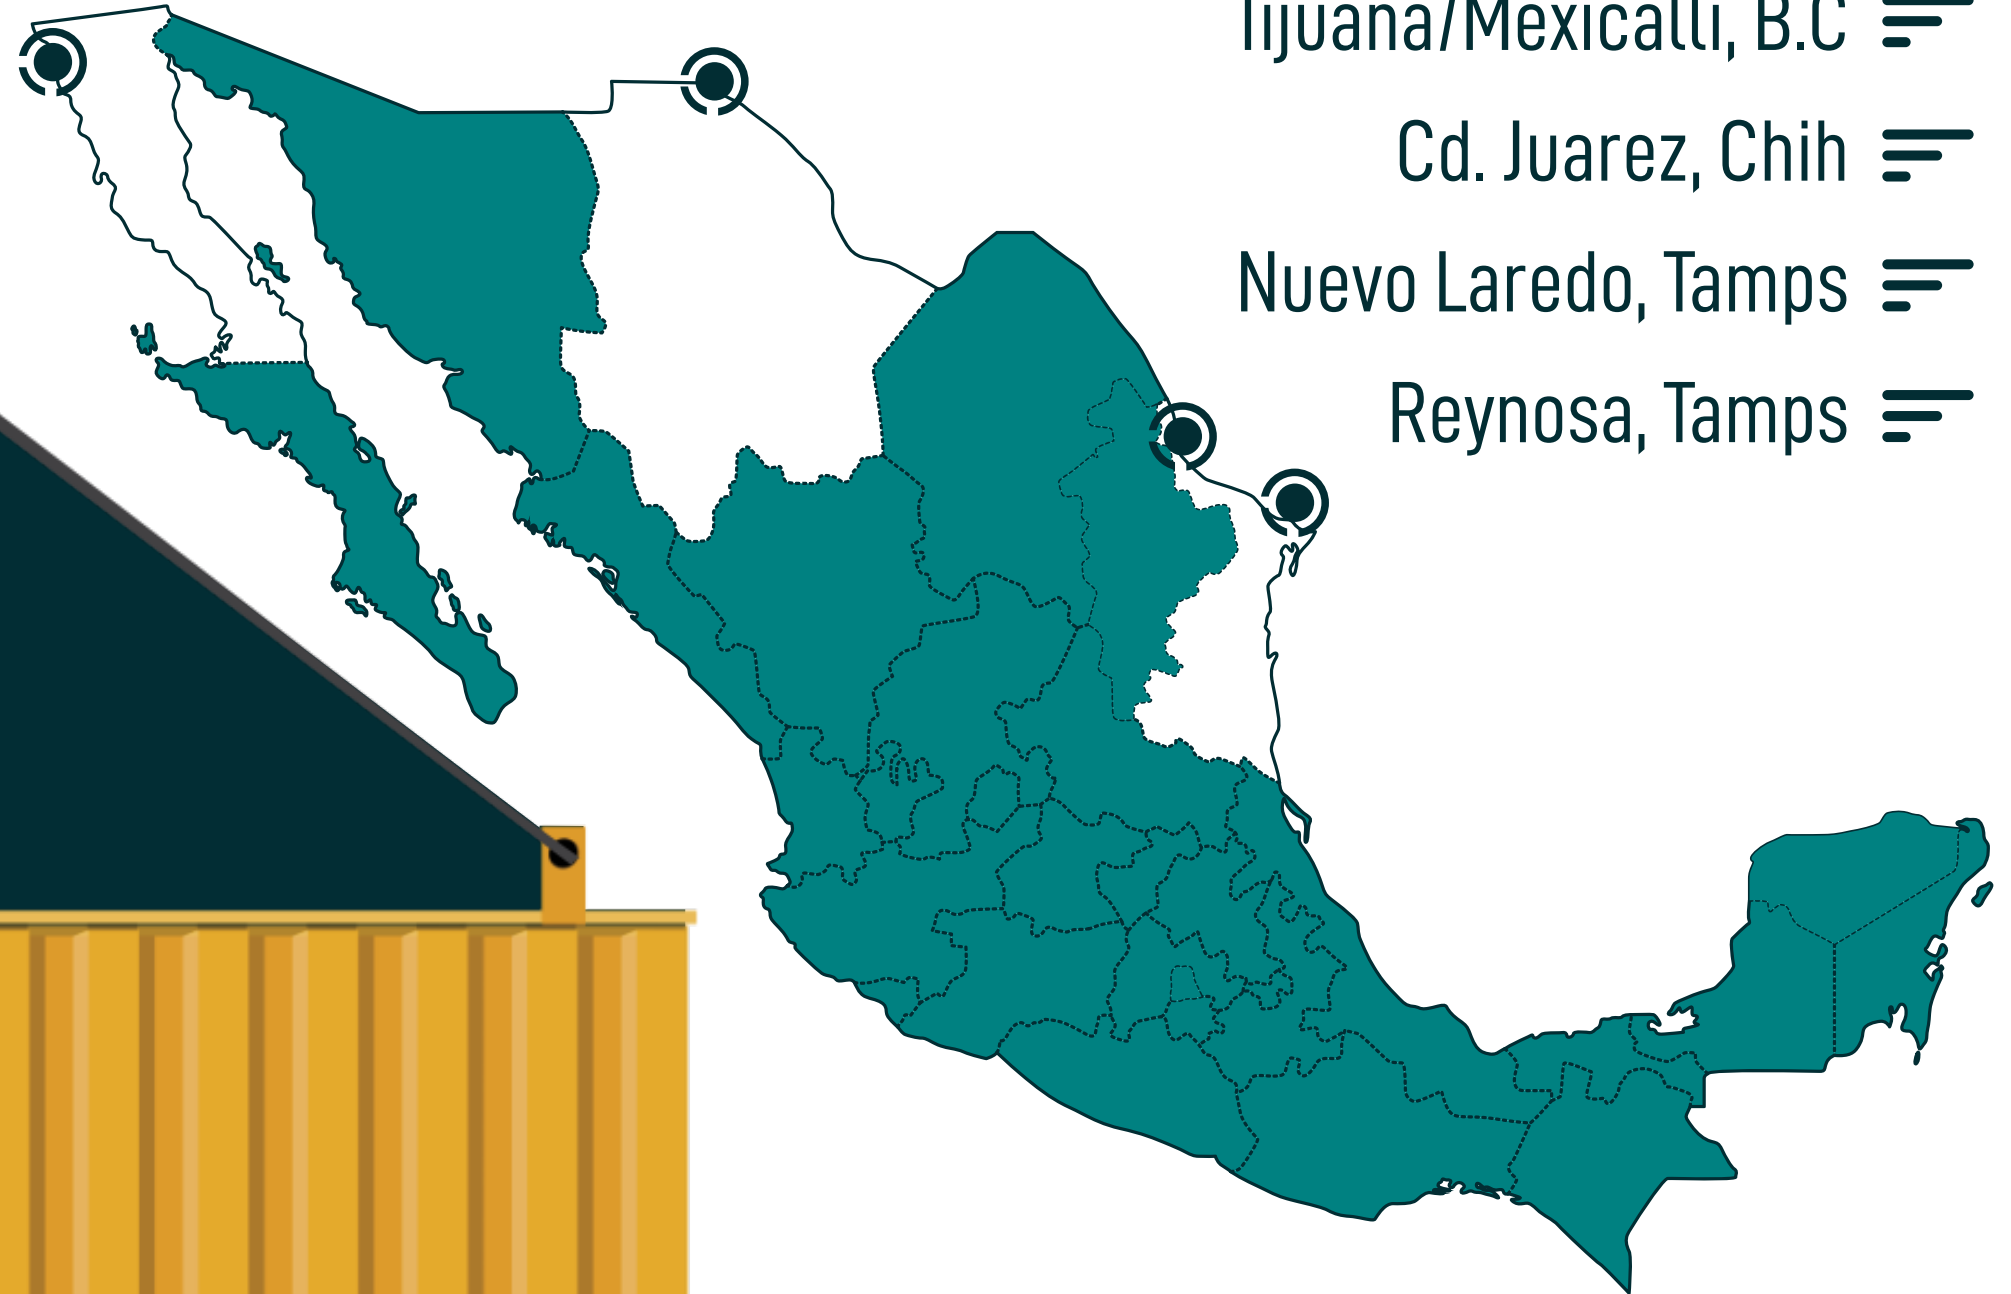 Tijuana/Mexicalli, B.C
Cd. Juarez, Chih
Nuevo Laredo, Tamps
Reynosa, Tamps